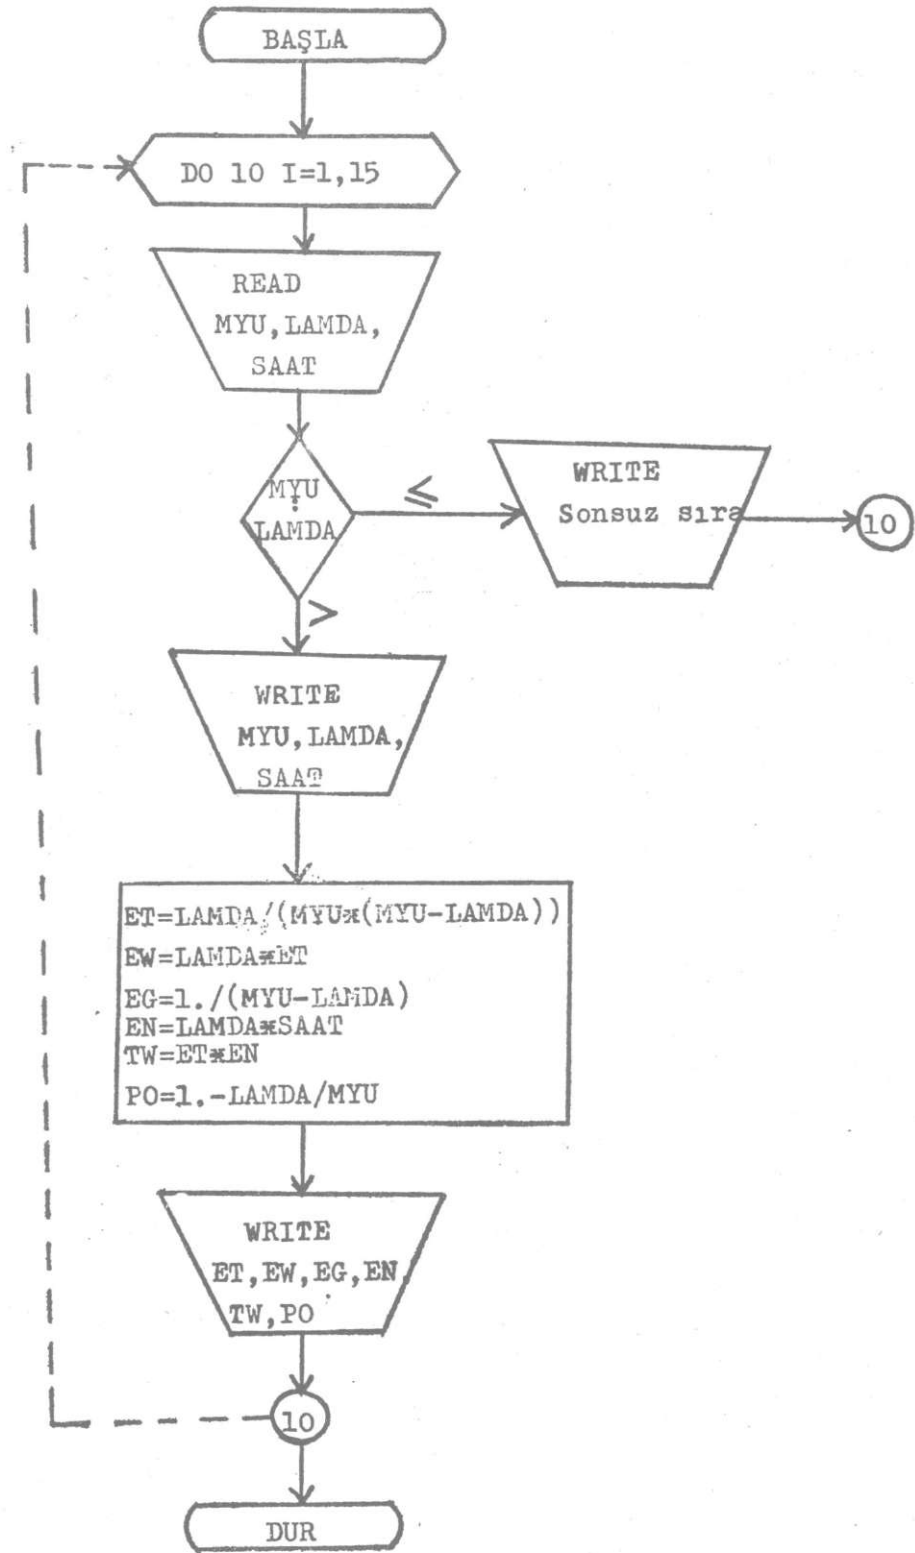 BAŞLA
DO 10 I=1,15
READ
MYU,LAMDA,
SAAT
MYU
:
LAMDA
≤
WRITE
Sonsuz sıra
10
>
WRITE
MYU,LAMDA,
SAAT
ET=LAMDA/(MYU*(MYU-LAMDA))
EW=LAMDA*ET
EG=1./(MYU-LAMDA)
EN=LAMDA*SAAT
TW=ET*EN
PO=1.-LAMDA/MYU
WRITE
ET,EW,EG,EN
TW,PO
10
DUR